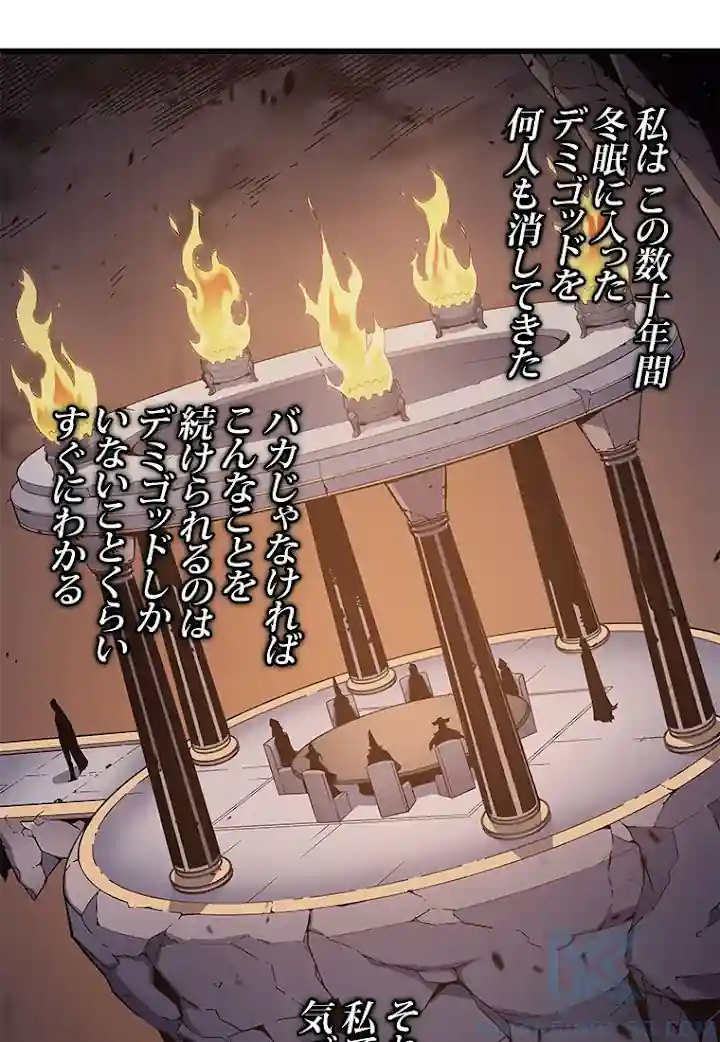 私は この数十年間
冬眠に入った
デミゴッドを
何人も消してきた
バカじゃなければ
こんなことを
続けられるのは
デミゴッドしか
いないことくらい
すぐにわかる
そ
私
気